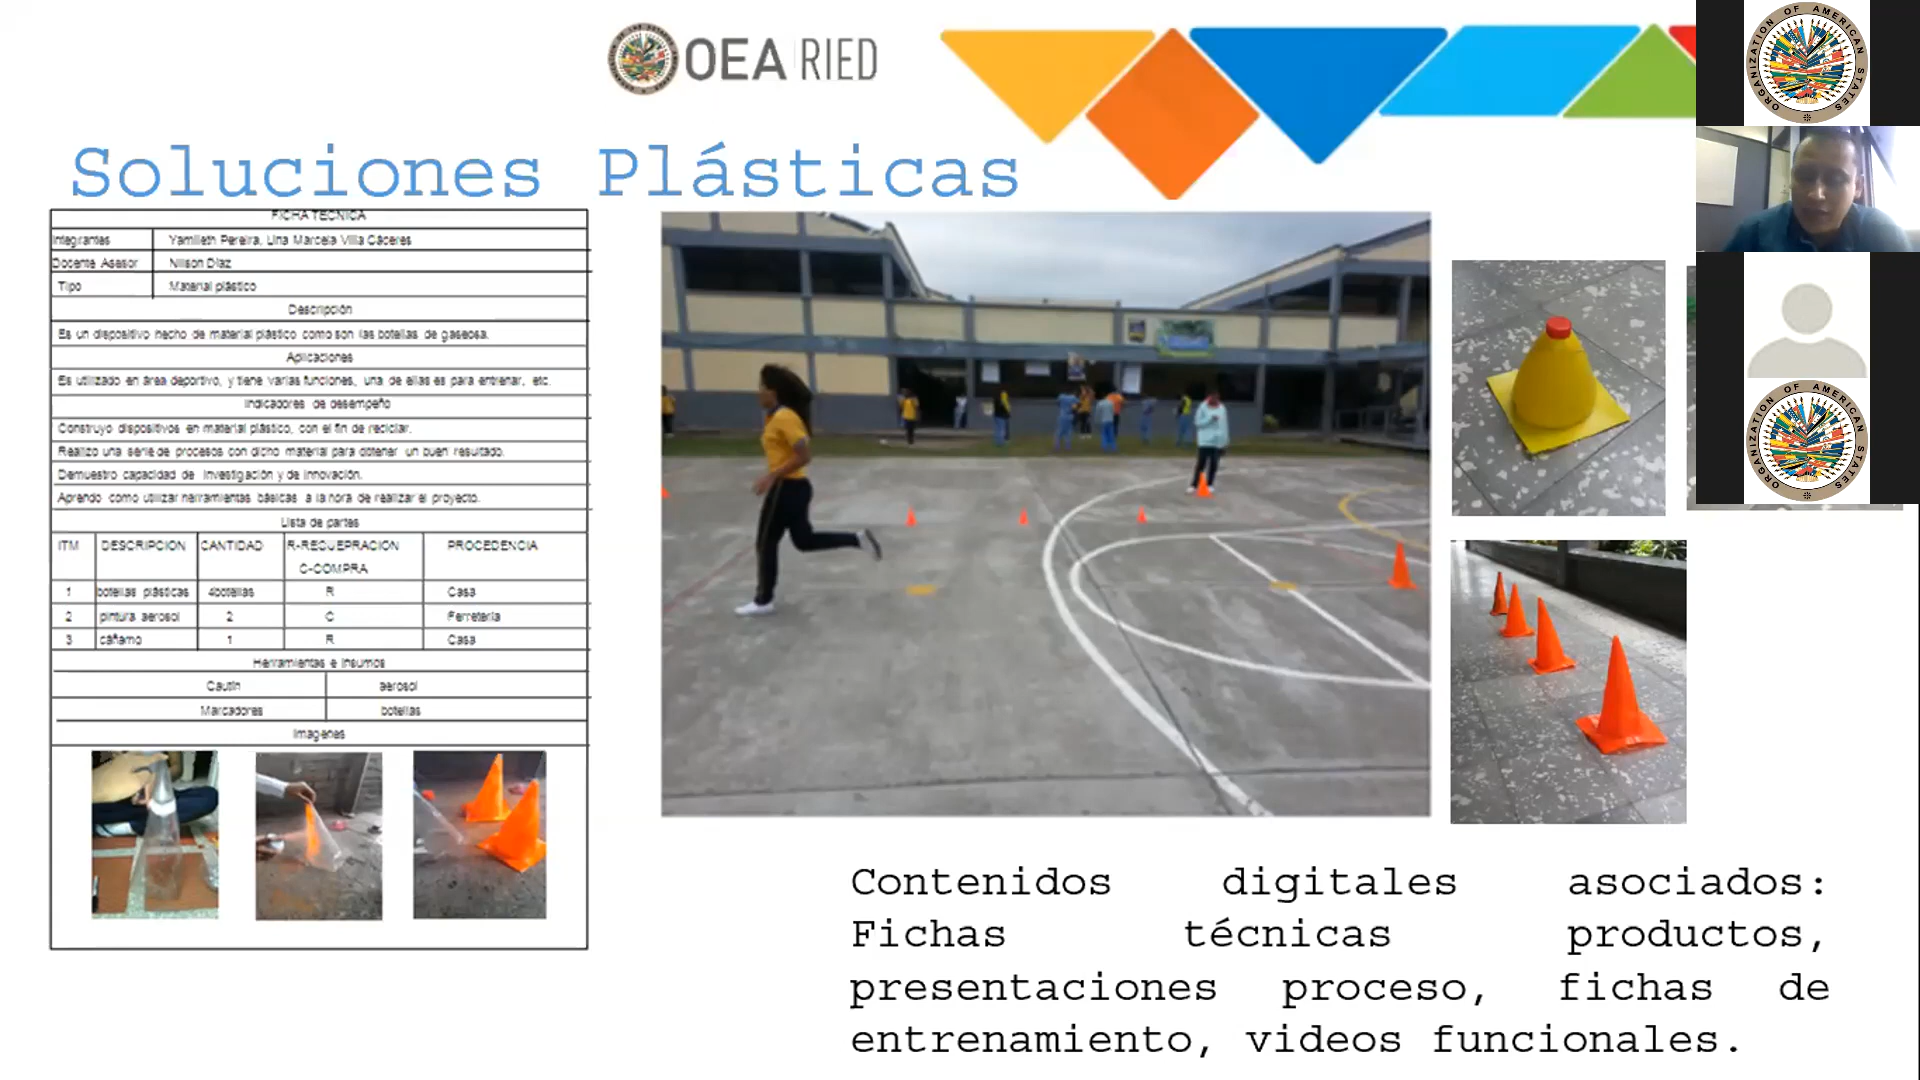 OEA RIED
Soluciones Plásticas
FICHA TECNICA
Integrantes Yamilleth Pereira, Lina Marcela Villa Cáceres
Docente Asesor Nilson Díaz
Tipo Material plástico
Descripción
Es un dispositivo hecho de material plástico como son las botellas de gaseosa.
Aplicaciones
Es utilizado en área deportivo, y tiene varias funciones, una de ellas es para entrenar, etc.
Indicadores de desempeño
Construyo dispositivos en material plástico, con el fin de reciclar.
Realizo una serie de procesos con dicho material para obtener un buen resultado.
Demuestro capacidad de investigación y de innovación.
Aprendo como utilizar herramientas básicas a la hora de realizar el proyecto.
Lista de partes
ITM DESCRIPCION CANTIDAD R-RECUEPRACION PROCEDENCIA
C-COMPRA
1 botellas plásticas 4botellas R Casa
2 pintura aerosol 2 C Ferretería
3 cáñamo 1 R Casa
Herramientas e Insumos
Cautín aerosol
Marcadores botellas
Imágenes
Contenidos digitales asociados:
Fichas técnicas productos,
presentaciones proceso, fichas de
entrenamiento, videos funcionales.
ORGANIZATION OF AMERICAN STATES
ORGANIZATION OF AMERICAN STATES